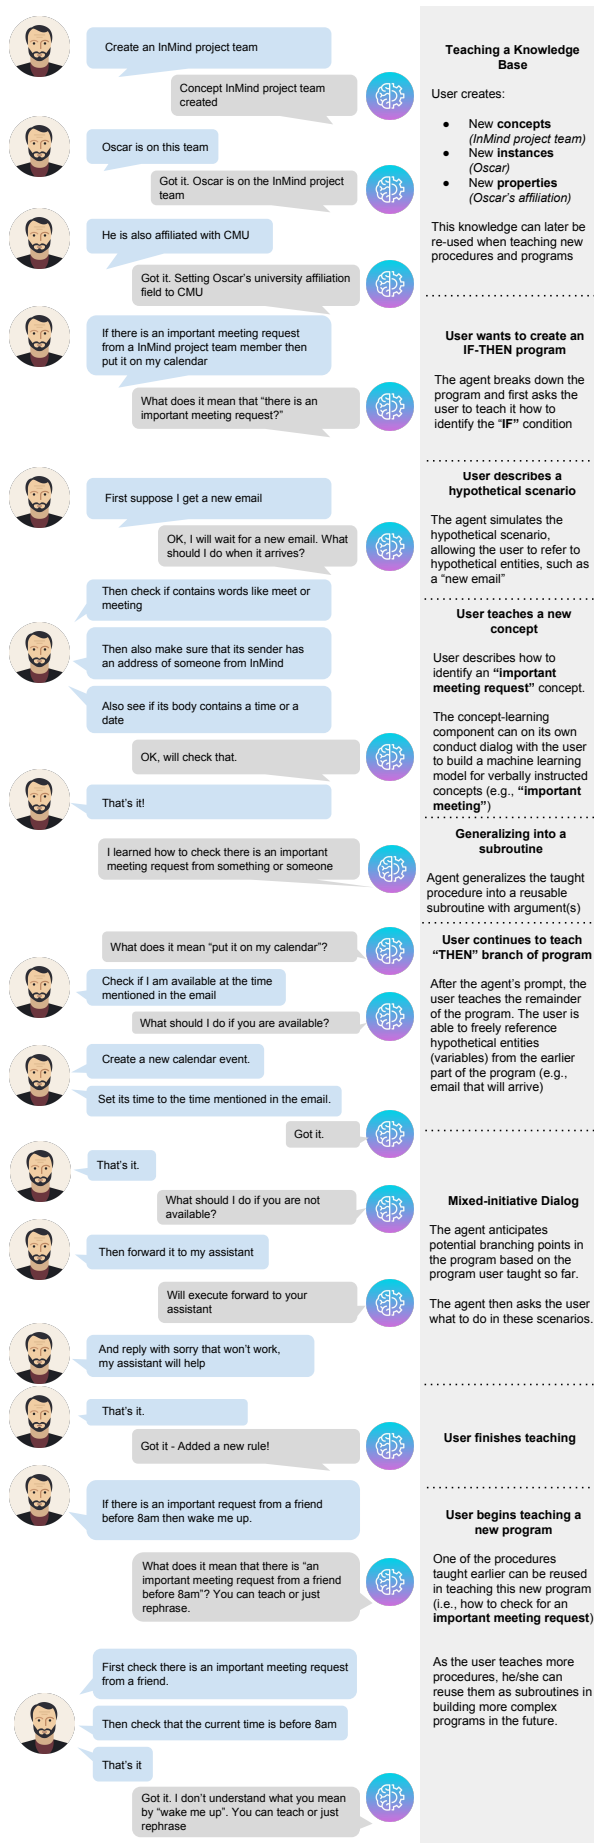 Create an InMind project team
Concept InMind project team
created
Oscar is on this team
Got it. Oscar is on the InMind project
team
He is also affiliated with CMU
Got it. Setting Oscar's university affiliation
field to CMU
Teaching a Knowledge
Base
User creates:
● New concepts
(InMind project team)
● New instances
(Oscar)
● New properties
(Oscar's affiliation)
This knowledge can later be
re-used when teaching new
procedures and programs
If there is an important meeting request
from a InMind project team member then
put it on my calendar
What does it mean that “there is an
important meeting request?”
User wants to create an
IF-THEN program
The agent breaks down the
program and first asks the
user to teach it how to
identify the “IF” condition
First suppose I get a new email
OK, I will wait for a new email. What
should I do when it arrives?
User describes a
hypothetical scenario
The agent simulates the
hypothetical scenario,
allowing the user to refer to
hypothetical entities, such as
a “new email”
Then check if contains words like meet or
meeting
Then also make sure that its sender has
an address of someone from InMind
Also see if its body contains a time or a
date
OK, will check that.
That's it!
User teaches a new
concept
User describes how to
identify an “important
meeting request” concept.
The concept-learning
component can on its own
conduct dialog with the user
to build a machine learning
model for verbally instructed
concepts (e.g., “important
meeting”)
I learned how to check there is an important
meeting request from something or someone
Generalizing into a
subroutine
Agent generalizes the taught
procedure into a reusable
subroutine with argument(s)
What does it mean “put it on my calendar”?
Check if I am available at the time
mentioned in the email
What should I do if you are available?
Create a new calendar event.
Set its time to the time mentioned in the email.
Got it.
User continues to teach
“THEN” branch of program
After the agent's prompt, the
user teaches the remainder
of the program. The user is
able to freely reference
hypothetical entities
(variables) from the earlier
part of the program (e.g.,
email that will arrive)
That's it.
What should I do if you are not
available?
Then forward it to my assistant
Will execute forward to your
assistant
And reply with sorry that won't work,
my assistant will help
Mixed-initiative Dialog
The agent anticipates
potential branching points in
the program based on the
program user taught so far.
The agent then asks the user
what to do in these scenarios.
That's it.
Got it - Added a new rule!
User finishes teaching
If there is an important request from a friend
before 8am then wake me up.
What does it mean that there is “an
important meeting request from a friend
before 8am”? You can teach or just
rephrase.
First check there is an important meeting request
from a friend.
Then check that the current time is before 8am
That's it
Got it. I don't understand what you mean
by “wake me up”. You can teach or just
rephrase
User begins teaching a
new program
One of the procedures
taught earlier can be reused
in teaching this new program
(i.e., how to check for an
important meeting request)
As the user teaches more
procedures, he/she can
reuse them as subroutines in
building more complex
programs in the future.